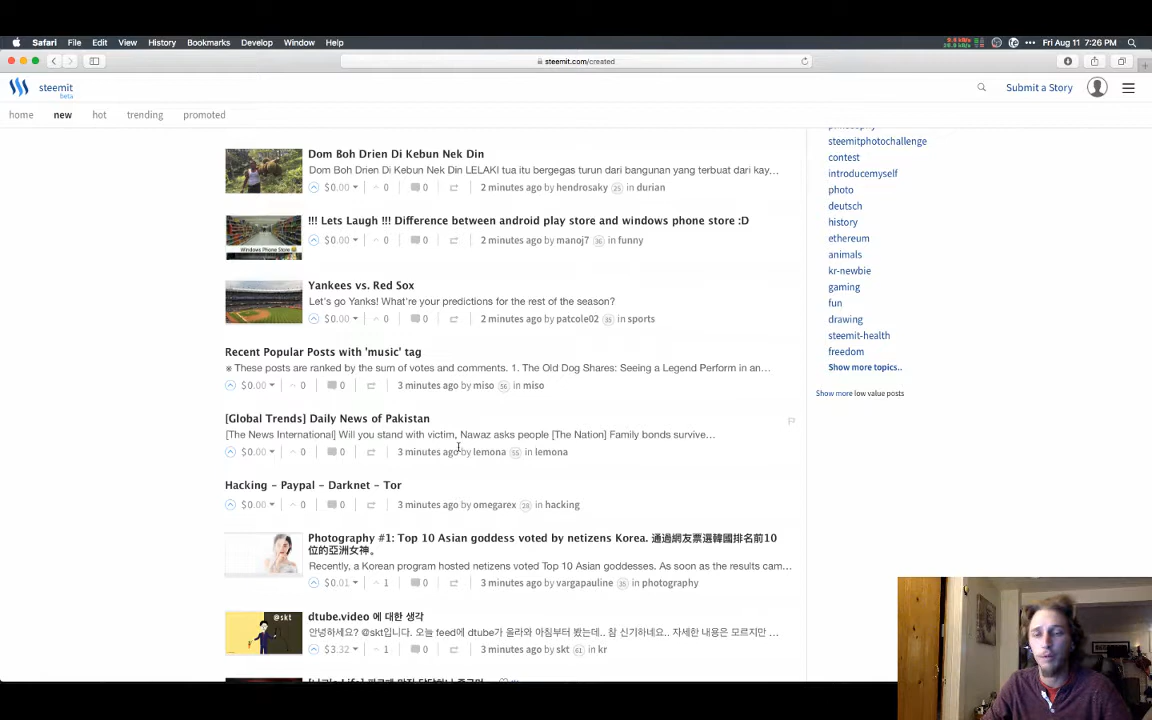 Safari File Edit View History Bookmarks Develop Window Help Fri Aug 11 7:26 PM
steemit.com/created
steemit
beta
Submit a Story
home new hot trending promoted
Dom Boh Drien Di Kebun Nek Din
Dom Boh Drien Di Kebun Nek Din LELAKI tua itu bergegas turun dari bangunan yang terbuat dari kay...
$0.00 0 0 2 minutes ago by hendrosaky 25 in durian
!!! Lets Laugh !!! Difference between android play store and windows phone store :D
Windows Phone Store
$0.00 0 0 2 minutes ago by manoj7 36 in funny
Yankees vs. Red Sox
Let's go Yanks! What's your predictions for the rest of the season?
$0.00 0 0 2 minutes ago by patcole02 35 in sports
Recent Popular Posts with 'music' tag
※ These posts are ranked by the sum of votes and comments. 1. The Old Dog Shares: Seeing a Legend Perform in an...
$0.00 0 0 3 minutes ago by miso 56 in miso
[Global Trends] Daily News of Pakistan
[The News International] Will you stand with victim, Nawaz asks people [The Nation] Family bonds survive...
$0.00 0 0 3 minutes ago by lemona 55 in lemona
Hacking - Paypal - Darknet - Tor
$0.00 0 0 3 minutes ago by omegarex 28 in hacking
Photography #1: Top 10 Asian goddess voted by netizens Korea. 通過網友票選韓國排名前10
位的亞洲女神。
Recently, a Korean program hosted netizens voted Top 10 Asian goddesses. As soon as the results cam...
$0.01 1 0 3 minutes ago by vargapauline 35 in photography
@skt
dtube.video 에 대한 생각
안녕하세요? @skt입니다. 오늘 feed에 dtube가 올라와 아침부터 봤는데.. 참 신기하네요.. 자세한 내용은 모르지만 ...
$3.32 1 0 3 minutes ago by skt 61 in kr
steemitphotochallenge
contest
introducemyself
photo
deutsch
history
ethereum
animals
kr-newbie
gaming
fun
drawing
steemit-health
freedom
Show more topics..
Show more low value posts